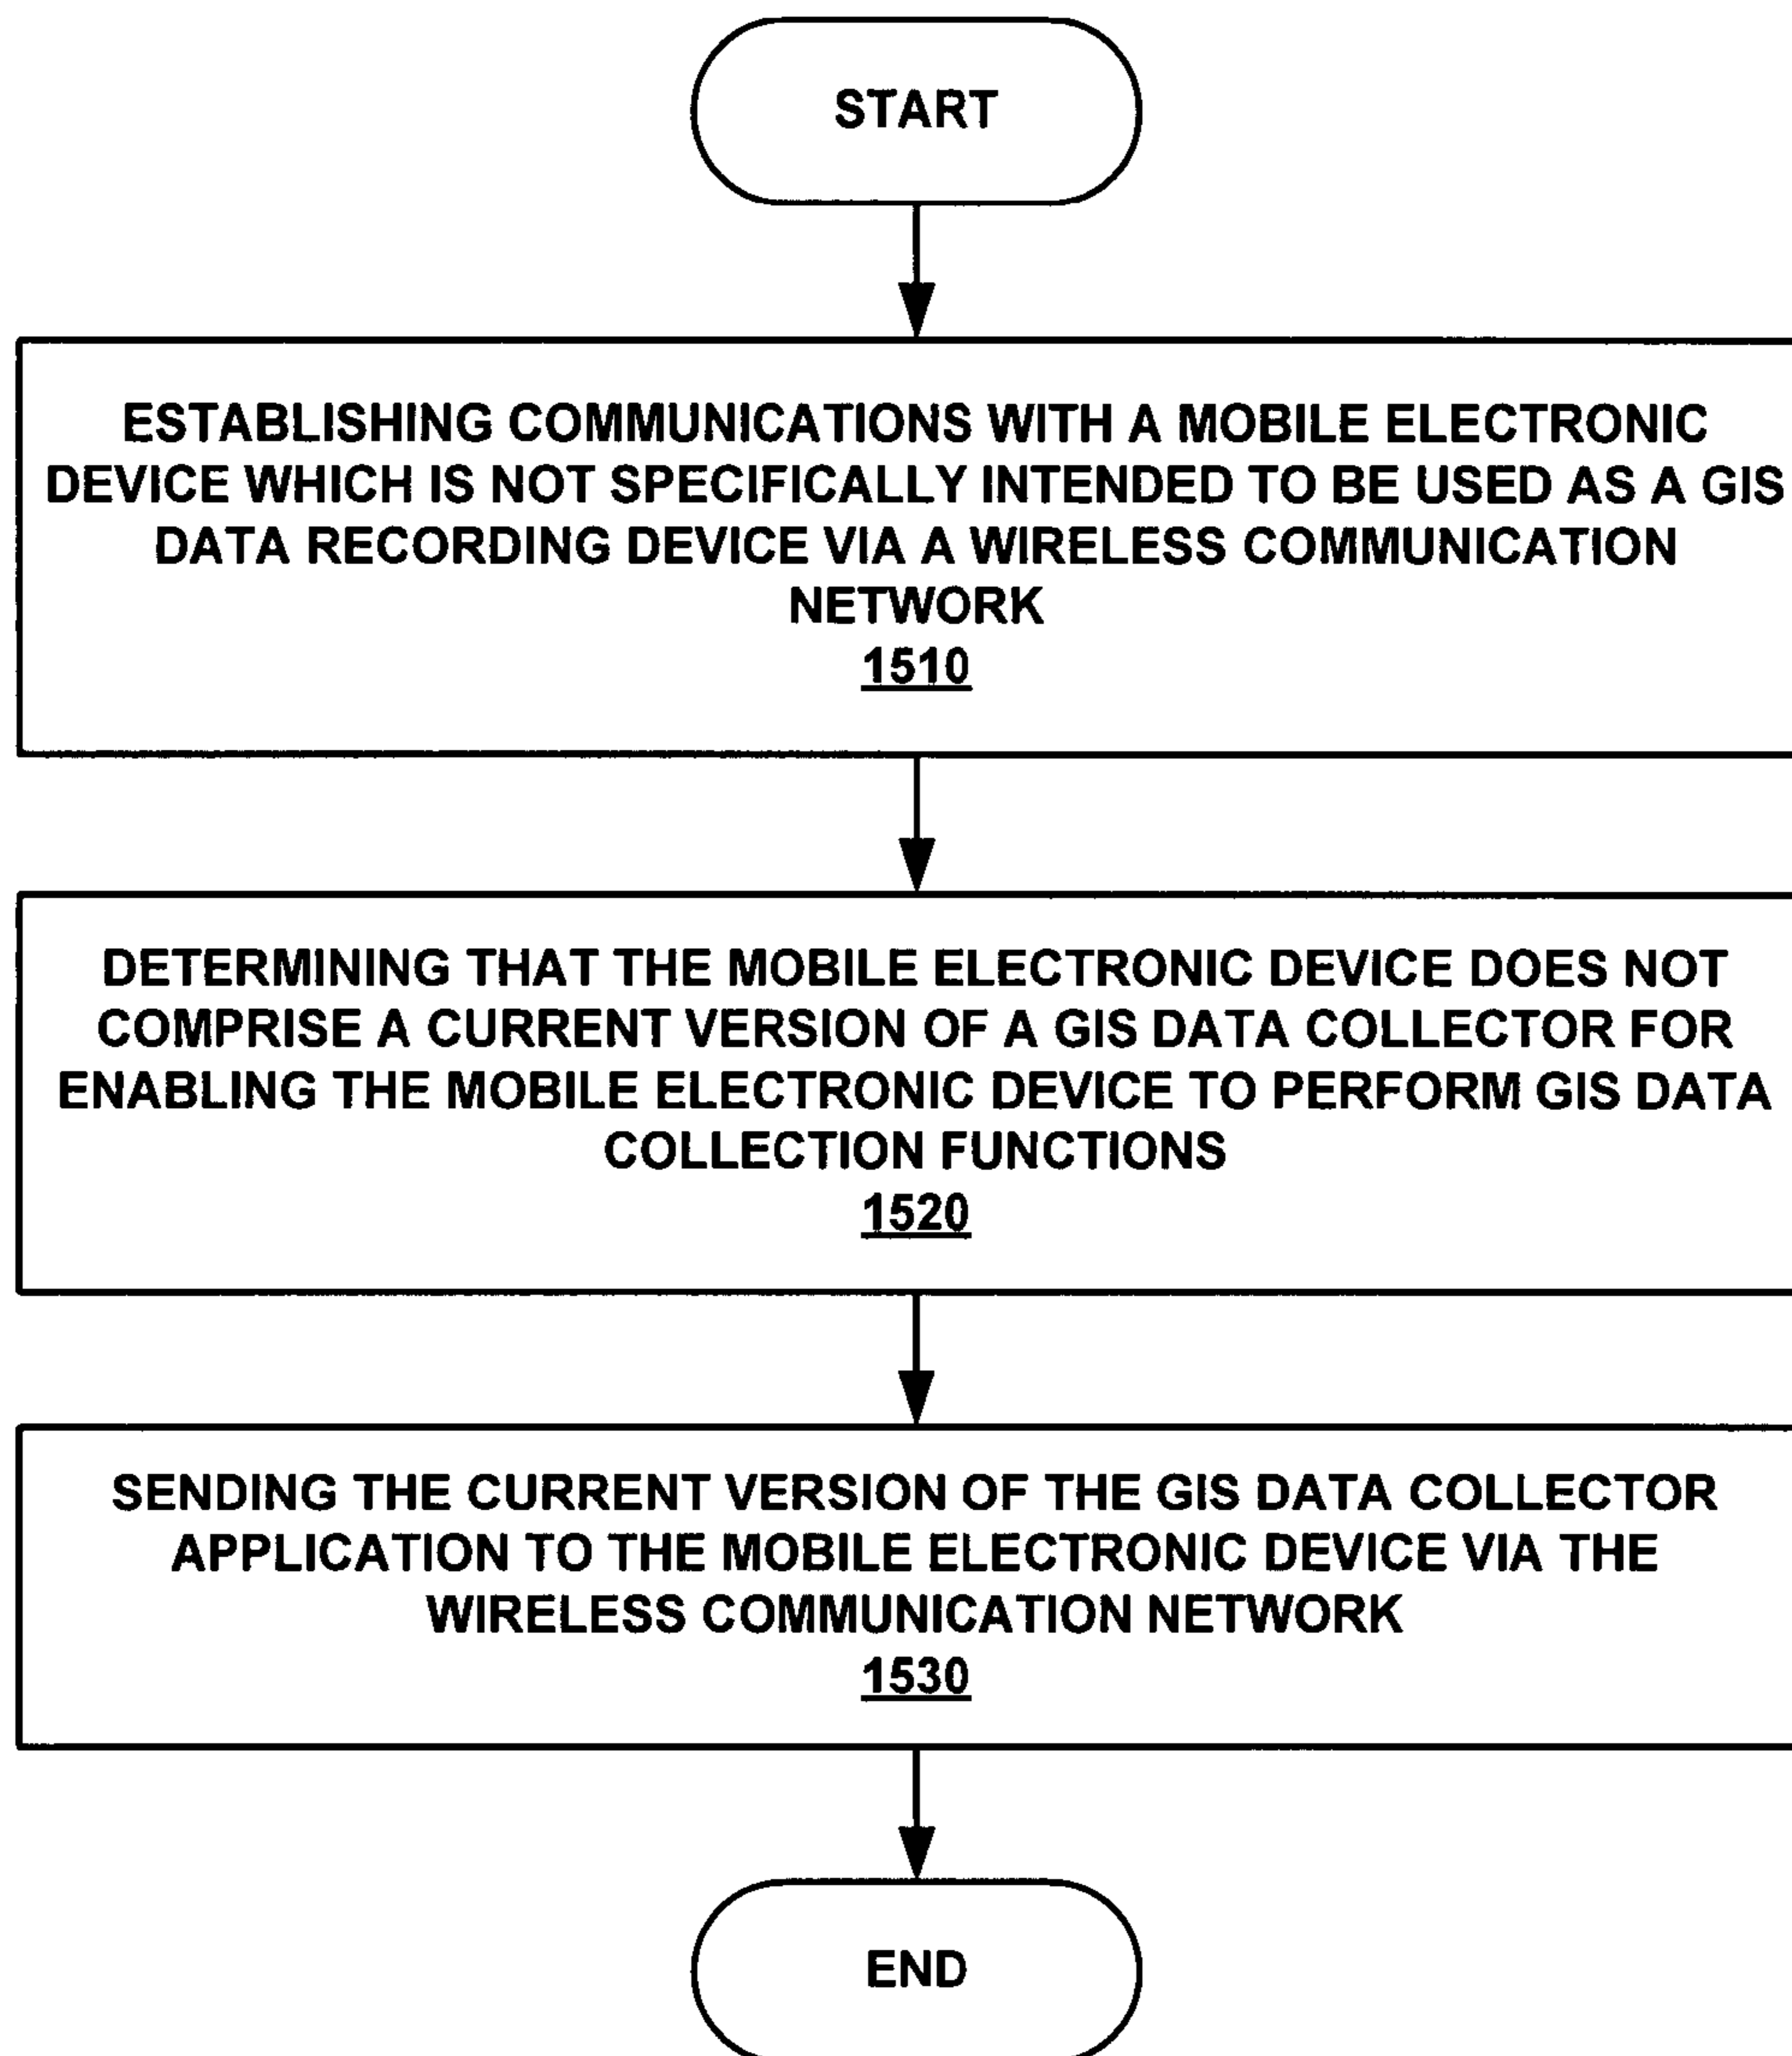 START
ESTABLISHING COMMUNICATIONS WITH A MOBILE ELECTRONIC
DEVICE WHICH IS NOT SPECIFICALLY INTENDED TO BE USED AS A GIS
DATA RECORDING DEVICE VIA A WIRELESS COMMUNICATION
NETWORK
1510
DETERMINING THAT THE MOBILE ELECTRONIC DEVICE DOES NOT
COMPRISE A CURRENT VERSION OF A GIS DATA COLLECTOR FOR
ENABLING THE MOBILE ELECTRONIC DEVICE TO PERFORM GIS DATA
COLLECTION FUNCTIONS
1520
SENDING THE CURRENT VERSION OF THE GIS DATA COLLECTOR
APPLICATION TO THE MOBILE ELECTRONIC DEVICE VIA THE
WIRELESS COMMUNICATION NETWORK
1530
END